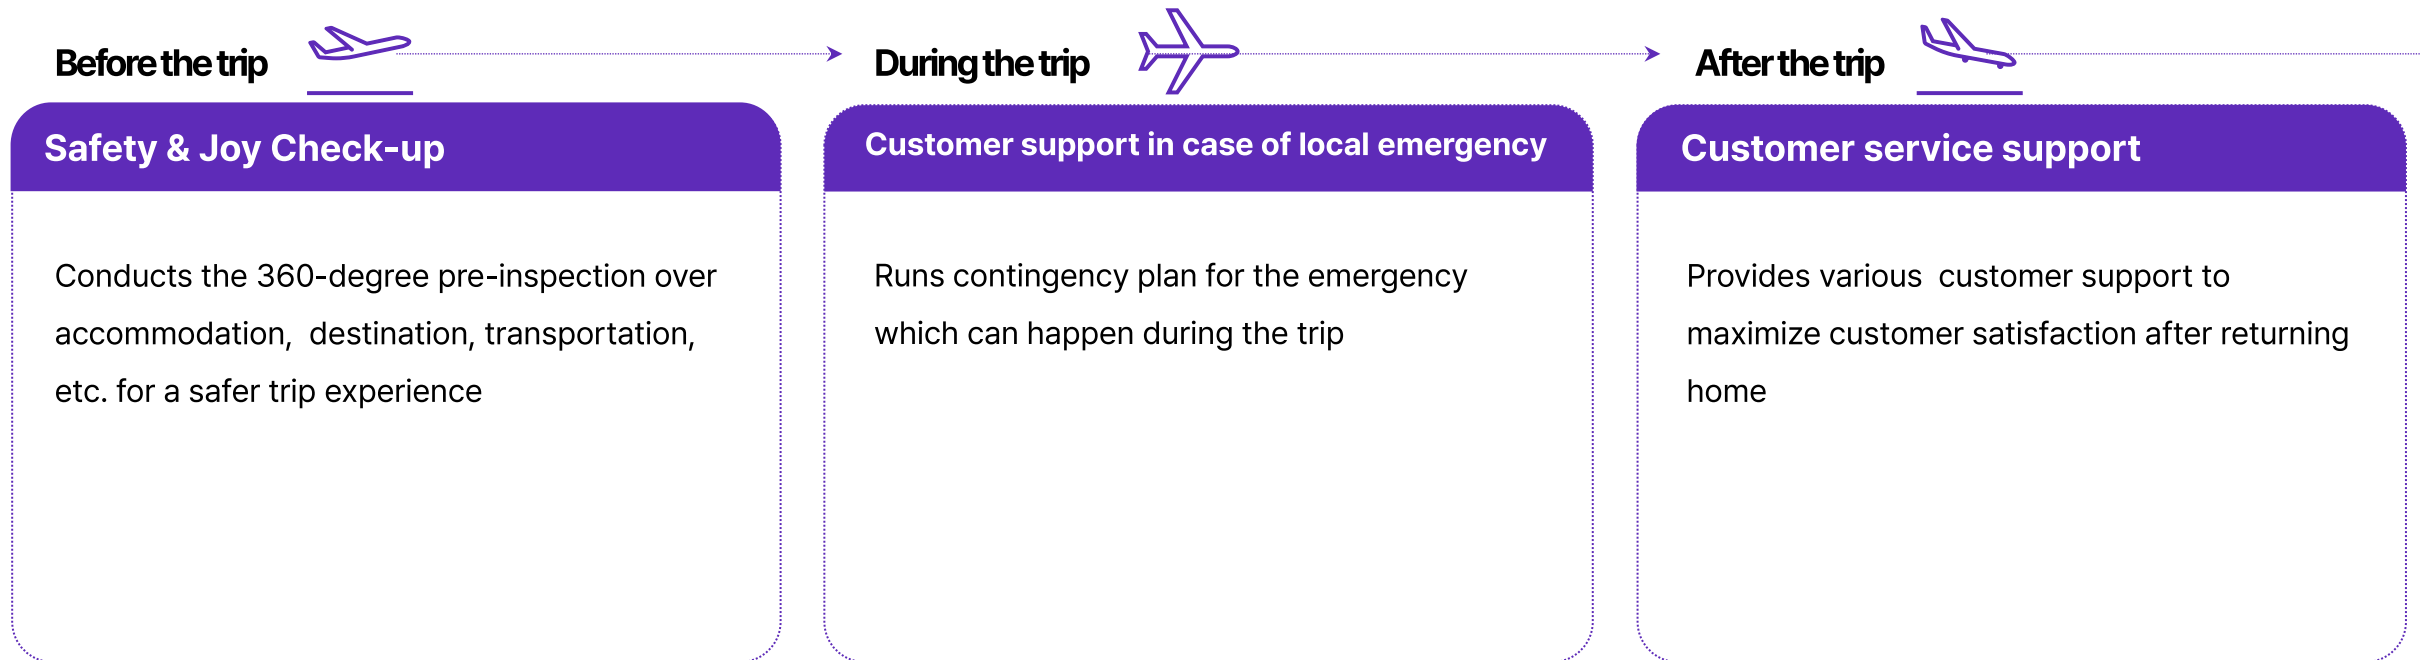 Before the trip
During the trip
After the trip
Safety & Joy Check-up
Customer support in case of local emergency
Customer service support
Conducts the 360-degree pre-inspection over
accommodation,  destination, transportation,
etc. for a safer trip experience
Runs contingency plan for the emergency
which can happen during the trip
Provides various  customer support to
maximize customer satisfaction after returning
home